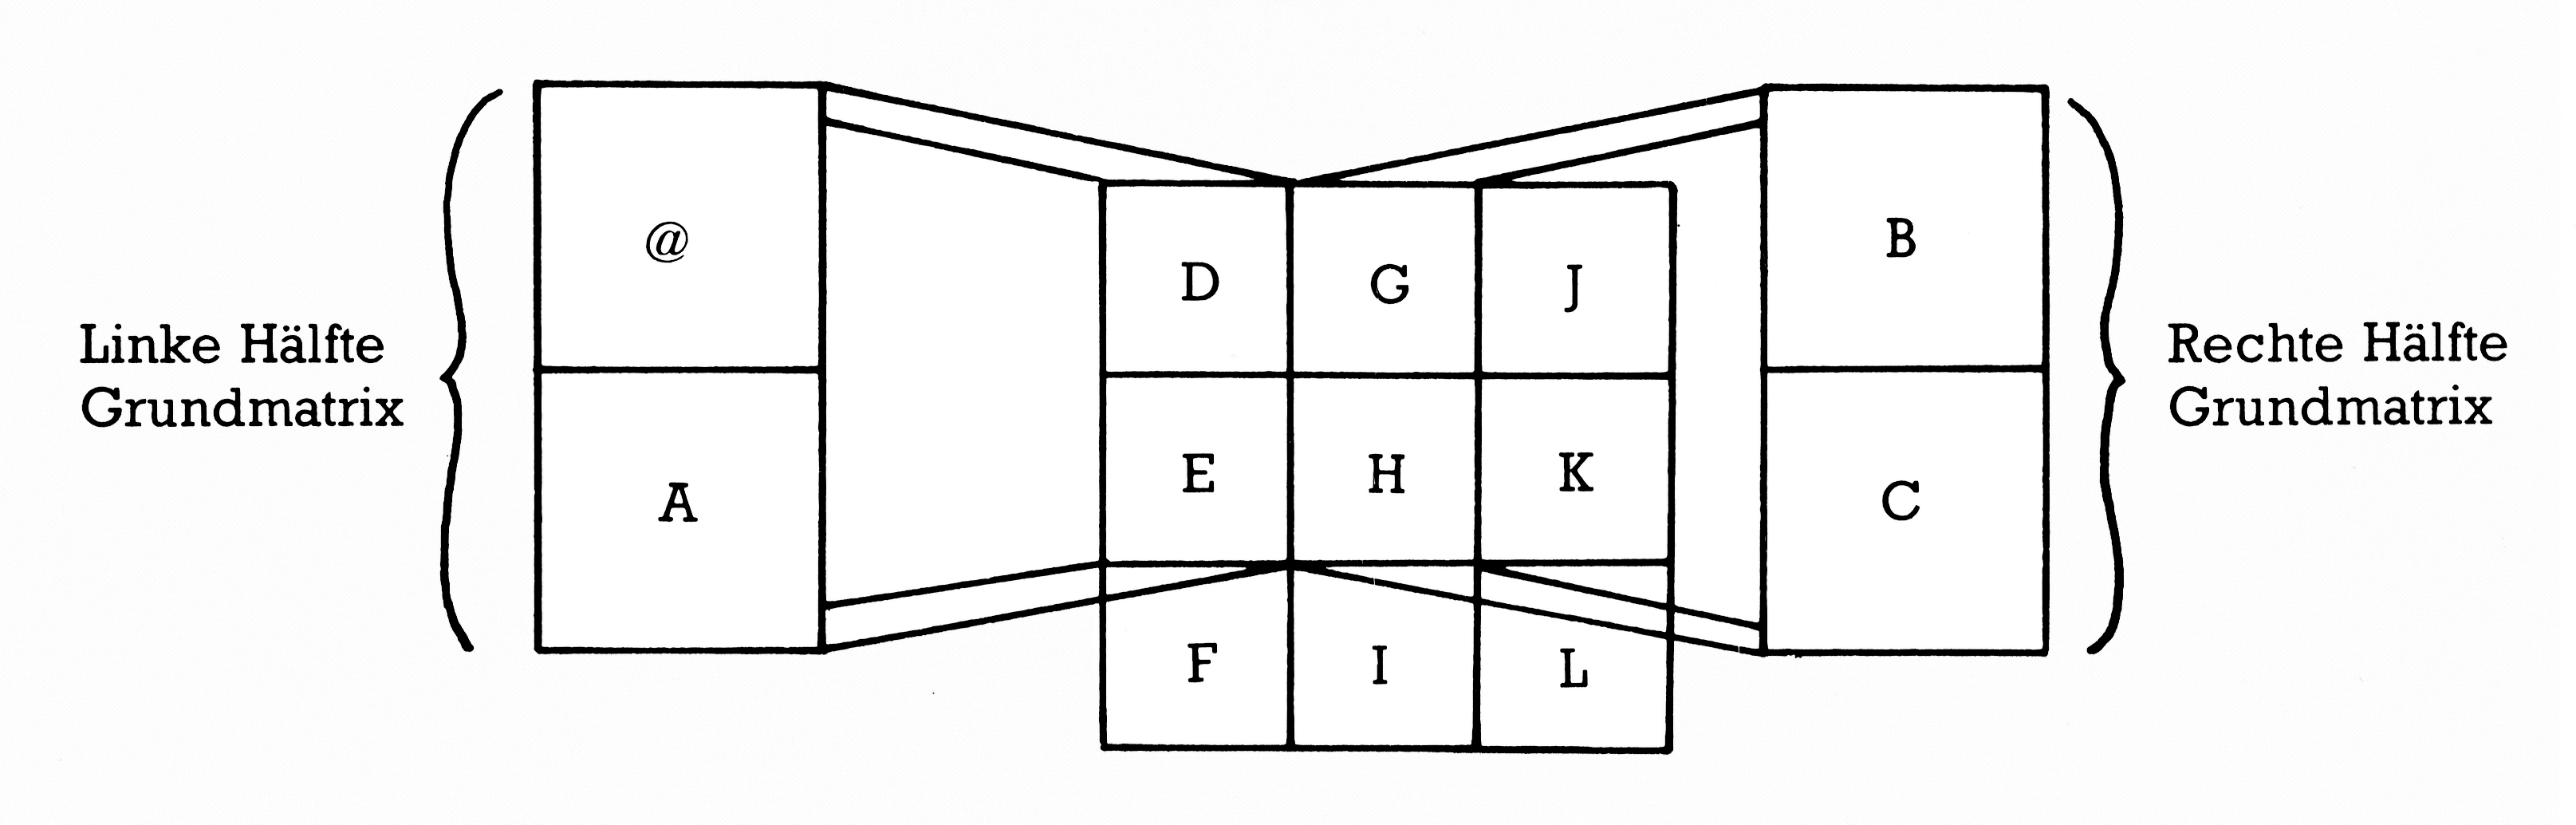 Linke Hälfte
Grundmatrix
@
A
D G J
E H K
F I L
B
C
Rechte Hälfte
Grundmatrix